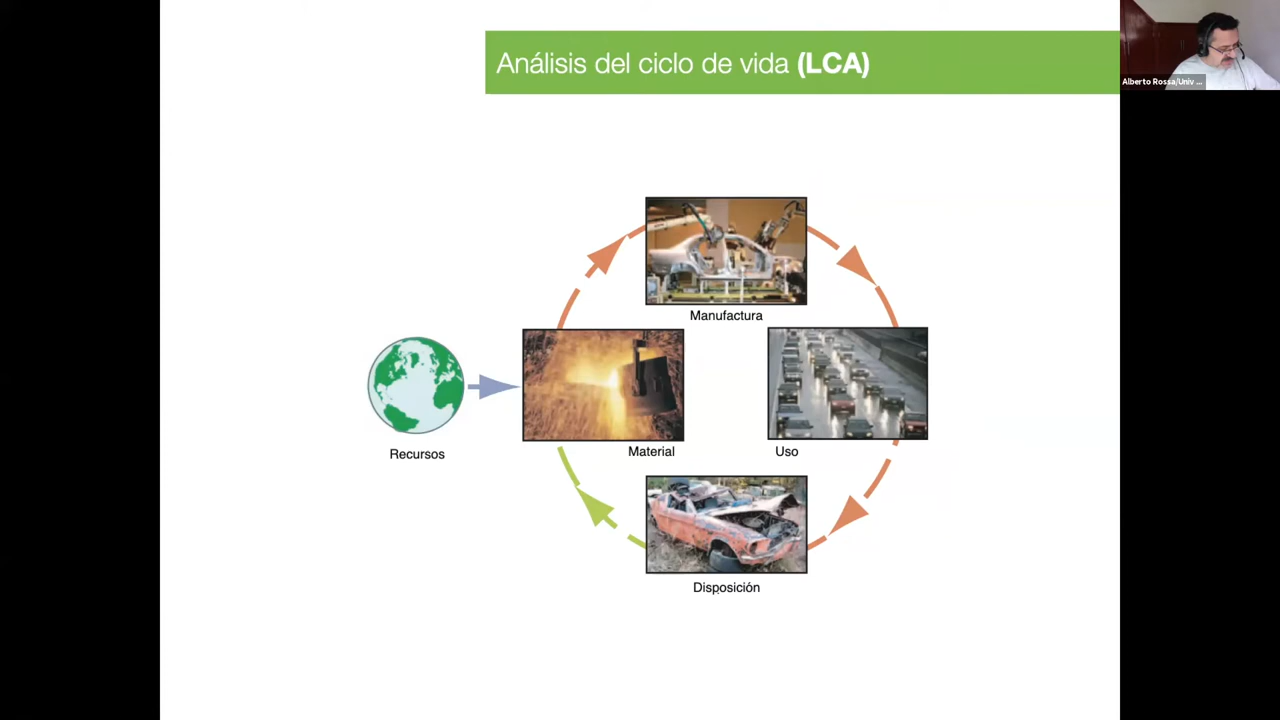 Análisis del ciclo de vida (LCA)
Alberto Rossa/Univ ...
Manufactura
Recursos
Material
Uso
Disposición